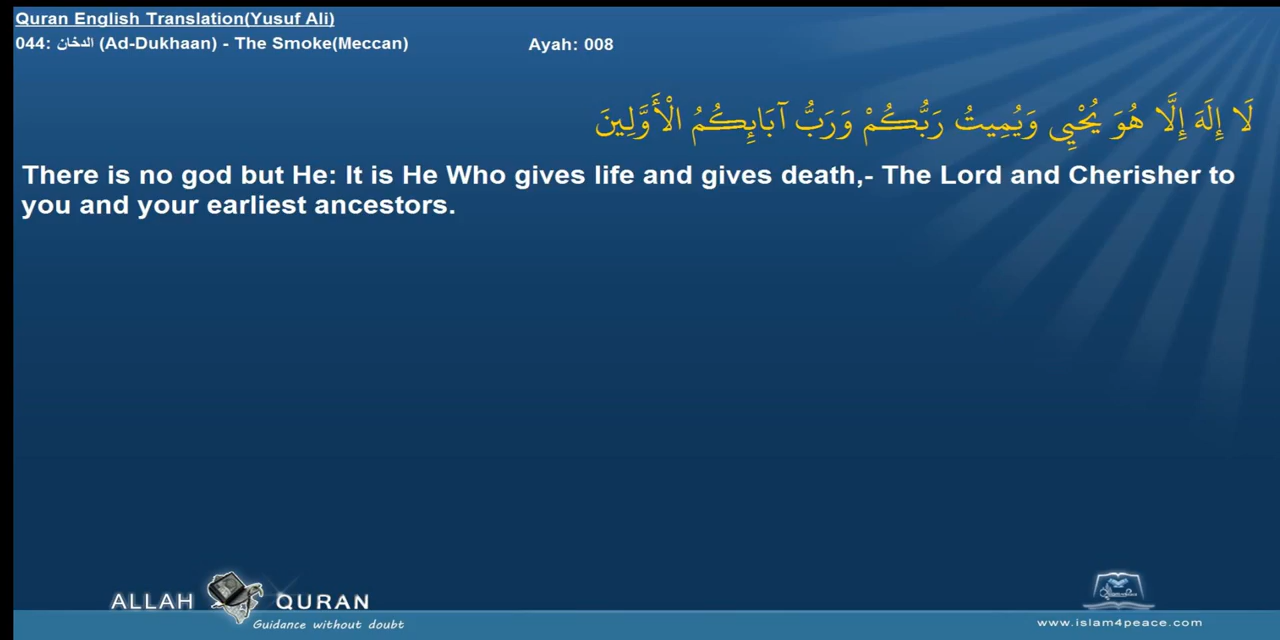 Quran English Translation(Yusuf Ali)
044: الدخان (Ad-Dukhaan) - The Smoke(Meccan) Ayah: 008
لَا إِلَهَ إِلَّا هُوَ يُحْيِي وَيُمِيتُ رَبُّكُمْ وَرَبُّ آبَائِكُمُ الْأَوَّلِينَ
There is no god but He: It is He Who gives life and gives death,- The Lord and Cherisher to
you and your earliest ancestors.
ALLAH QURAN
Guidance without doubt
www.islam4peace.com